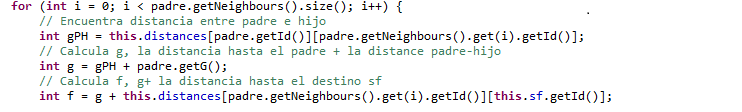 for (int i = 0; i < padre.getNeighbours().size(); i++) {
// Encuentra distancia entre padre e hijo
int gPH = this.distances[padre.getId()][padre.getNeighbours().get(i).getId()];
// Calcula g, la distancia hasta el padre + la distance padre-hijo
int g = gPH + padre.getG();
// Calcula f, g+ la distancia hasta el destino sf
int f = g + this.distances[padre.getNeighbours().get(i).getId()][this.sf.getId()];